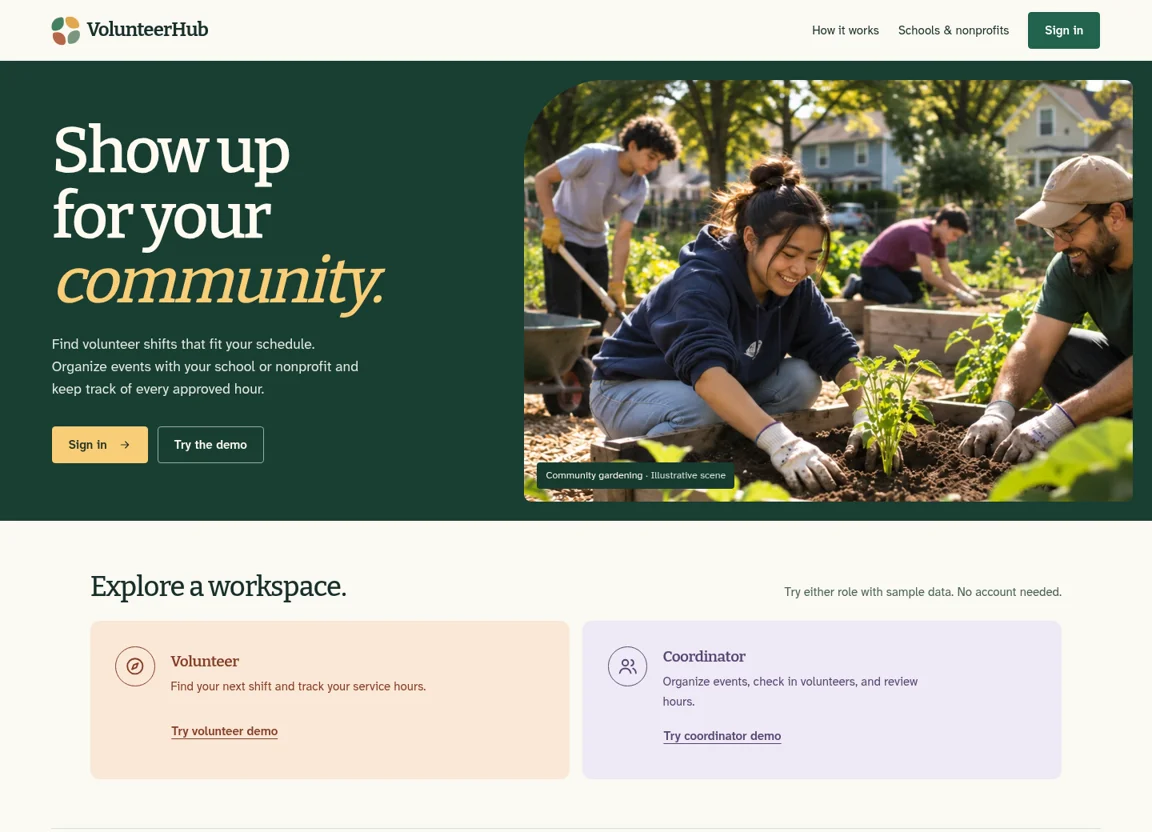 VolunteerHub
How it works
Schools & nonprofits
Sign in
Show up
for your
community.
Find volunteer shifts that fit your schedule.
Organize events with your school or nonprofit and
keep track of every approved hour.
Sign in →
Try the demo
Community gardening · Illustrative scene
Explore a workspace.
Try either role with sample data. No account needed.
Volunteer
Find your next shift and track your service hours.
Try volunteer demo
Coordinator
Organize events, check in volunteers, and review
hours.
Try coordinator demo